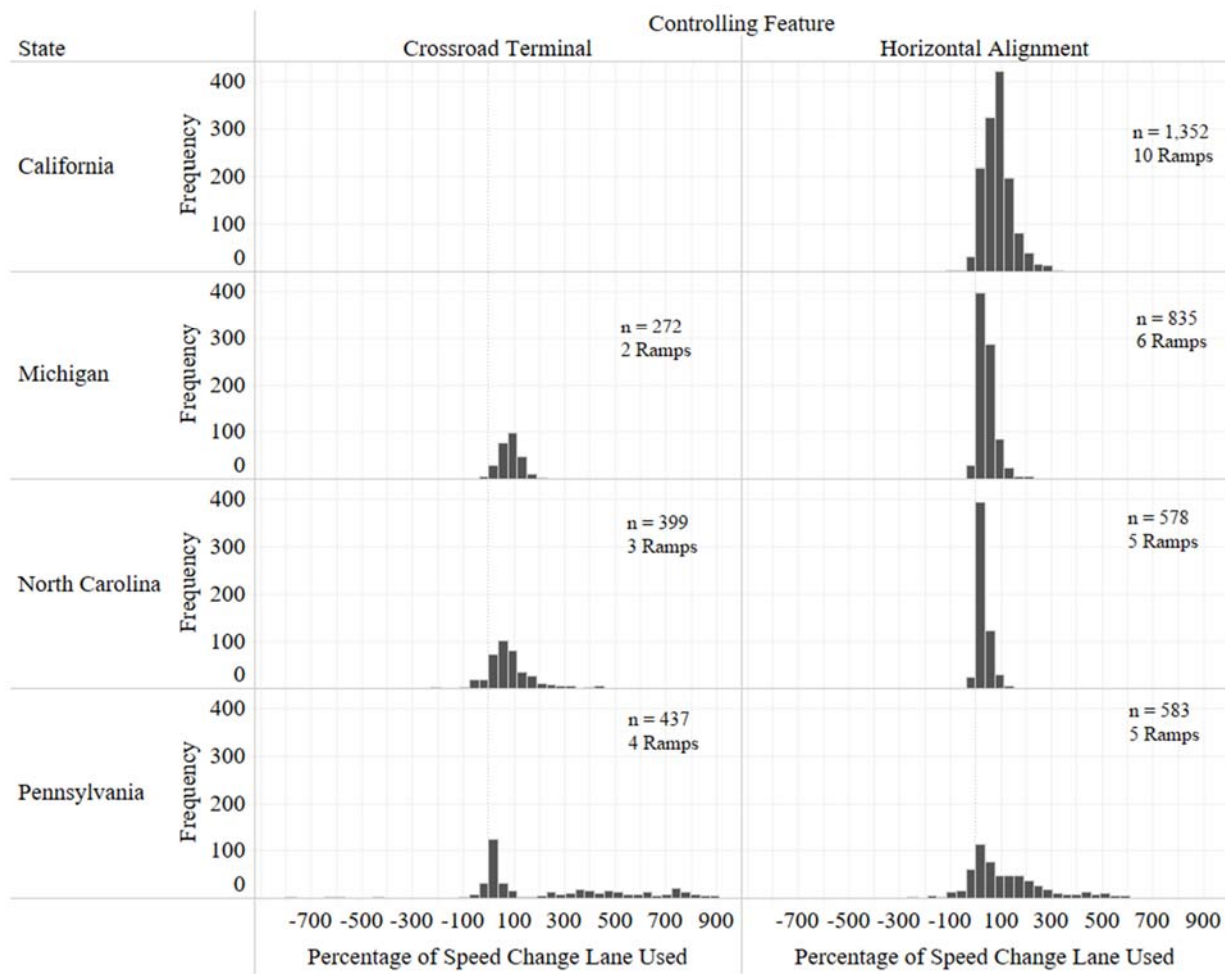 Controlling Feature
State
Crossroad Terminal
Horizontal Alignment
California
Frequency
400
300
200
100
0
n = 1,352
10 Ramps
Michigan
Frequency
400
300
200
100
0
n = 272
2 Ramps
n = 835
6 Ramps
North Carolina
Frequency
400
300
200
100
0
n = 399
3 Ramps
n = 578
5 Ramps
Pennsylvania
Frequency
400
300
200
100
0
n = 437
4 Ramps
n = 583
5 Ramps
-700 -500 -300 -100 100 300 500 700 900
-700 -500 -300 -100 100 300 500 700 900
Percentage of Speed Change Lane Used
Percentage of Speed Change Lane Used